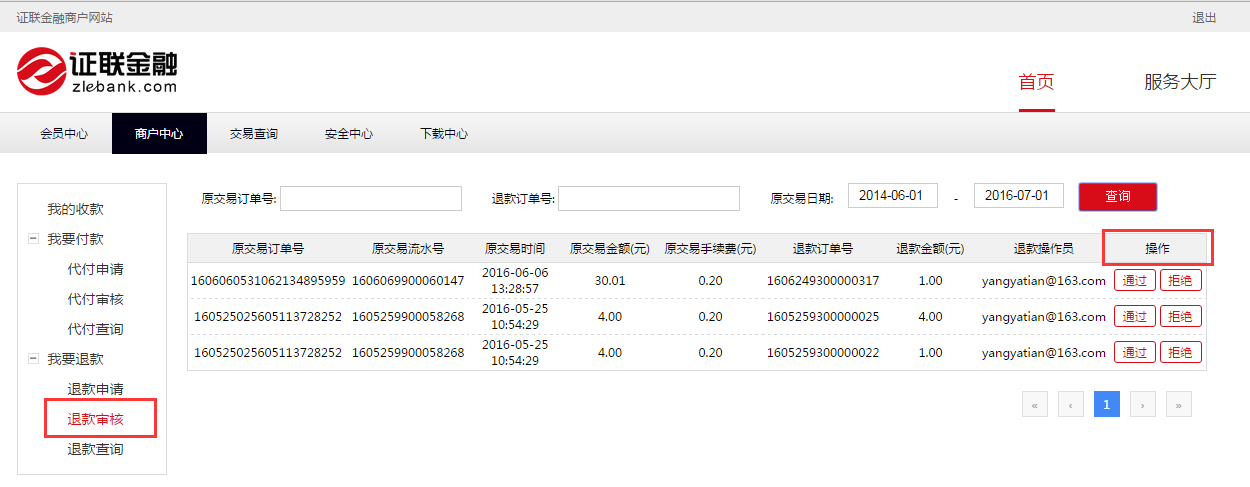 证联金融商户网站 退出
证联金融
zlebank.com
首页 服务大厅
会员中心 商户中心 交易查询 安全中心 下载中心
我的收款
我要付款
代付申请
代付审核
代付查询
我要退款
退款申请
退款审核
退款查询
原交易订单号: 退款订单号: 原交易日期: 2014-06-01 - 2016-07-01 查询
原交易订单号 原交易流水号 原交易时间 原交易金额(元) 原交易手续费(元) 退款订单号 退款金额(元) 退款操作员 操作
1606060531062134895959 1606069900060147 2016-06-06 13:28:57 30.01 0.20 1606249300000317 1.00 yangyatian@163.com 通过 拒绝
160525025605113728252 1605259900058268 2016-05-25 10:54:29 4.00 0.20 1605259300000025 4.00 yangyatian@163.com 通过 拒绝
160525025605113728252 1605259900058268 2016-05-25 10:54:29 4.00 0.20 1605259300000022 1.00 yangyatian@163.com 通过 拒绝
« ‹ 1 › »